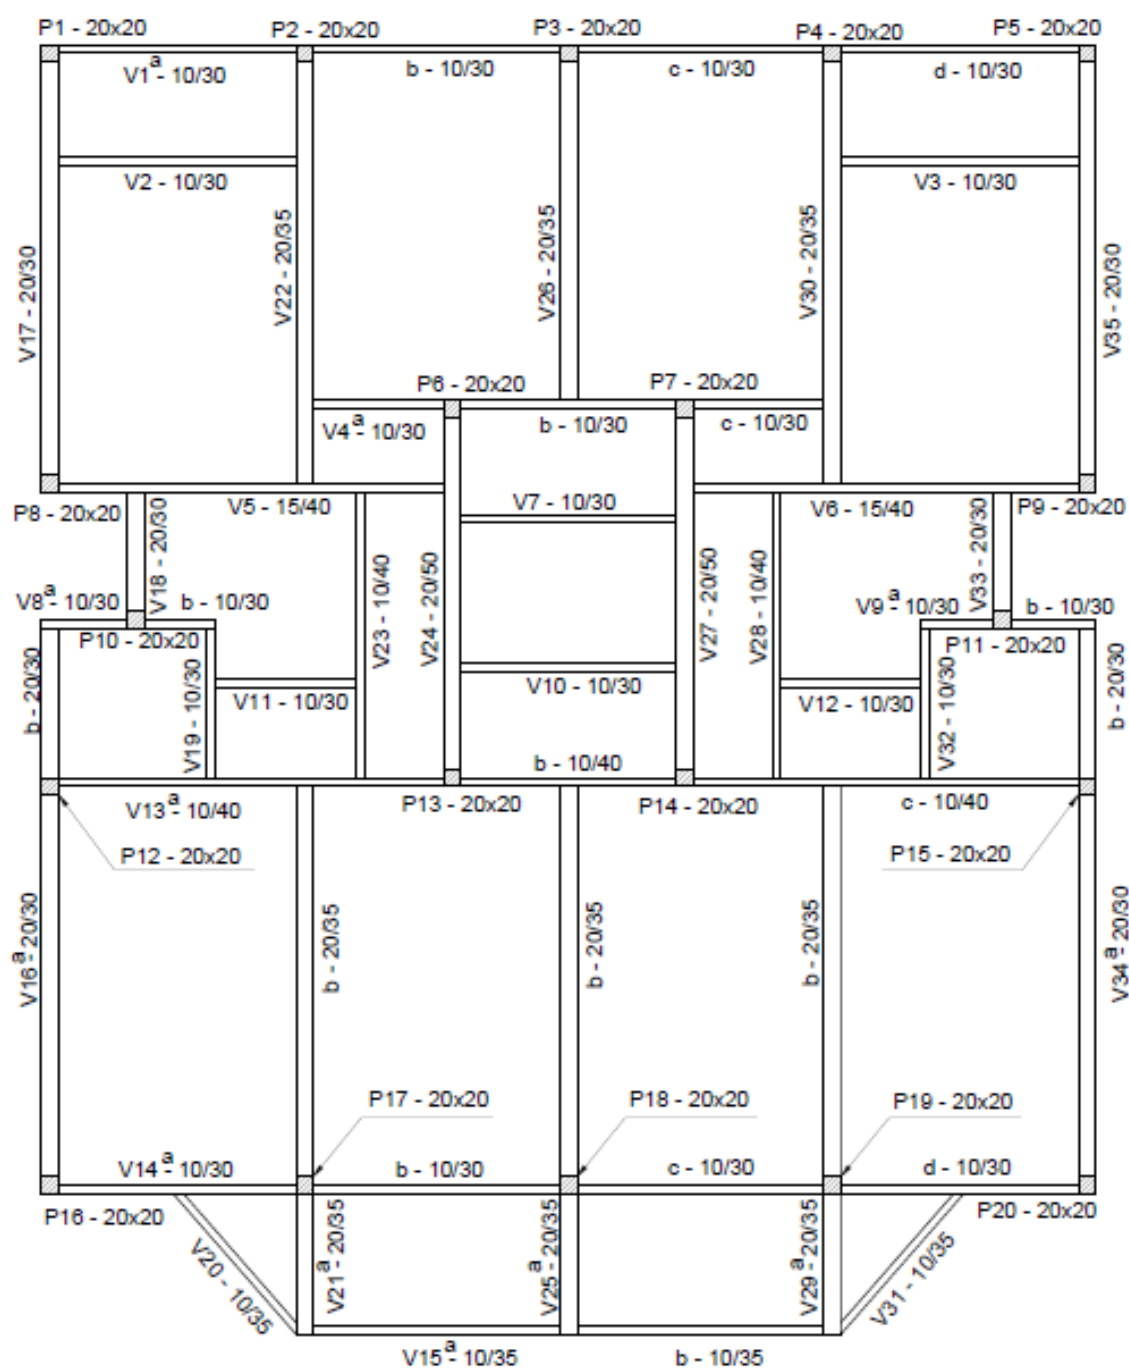 P1 - 20x20
P2 - 20x20
P3 - 20x20
P4 - 20x20
P5 - 20x20
V1a - 10/30
b - 10/30
c - 10/30
d - 10/30
V2 - 10/30
V3 - 10/30
V17 - 20/30
V22 - 20/35
V26 - 20/35
V30 - 20/35
V35 - 20/30
P6 - 20x20
P7 - 20x20
V4a - 10/30
b - 10/30
c - 10/30
P8 - 20x20
V5 - 15/40
V7 - 10/30
V6 - 15/40
P9 - 20x20
V18 - 20/30
V23 - 10/40
V24 - 20/50
V27 - 20/50
V28 - 10/40
V33 - 20/30
V8a - 10/30
b - 10/30
V9a - 10/30
b - 10/30
P10 - 20x20
P11 - 20x20
b - 20/30
V19 - 10/30
V11 - 10/30
V10 - 10/30
V12 - 10/30
V32 - 10/30
b - 20/30
V13a - 10/40
b - 10/40
c - 10/40
P13 - 20x20
P14 - 20x20
P12 - 20x20
P15 - 20x20
V16a - 20/30
b - 20/35
b - 20/35
b - 20/35
V34a - 20/30
P17 - 20x20
P18 - 20x20
P19 - 20x20
V14a - 10/30
b - 10/30
c - 10/30
d - 10/30
P16 - 20x20
P20 - 20x20
V20 - 10/35
V21a - 20/35
V25a - 20/35
V29a - 20/35
V31 - 10/35
V15a - 10/35
b - 10/35